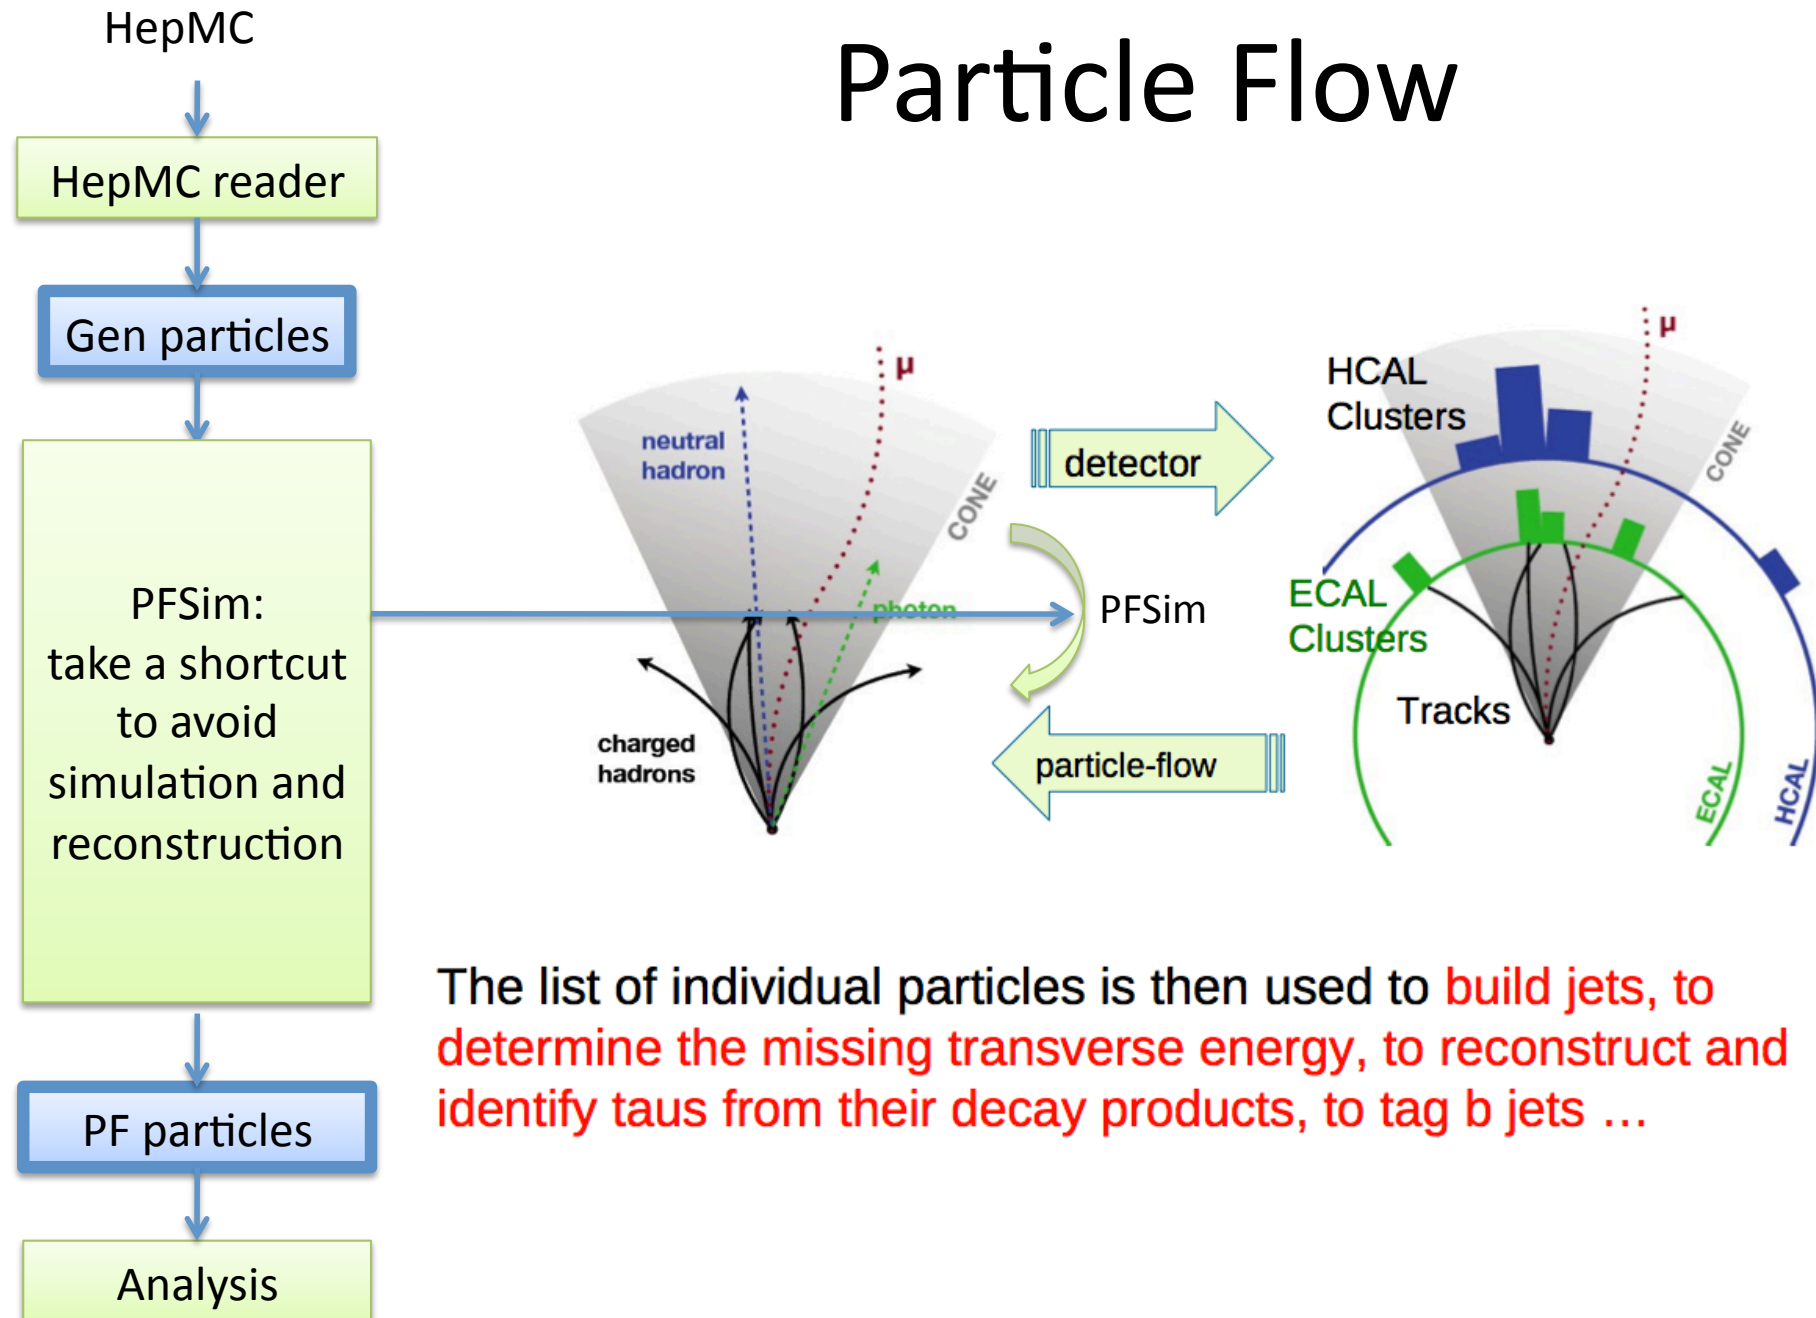 HepMC
Particle Flow
HepMC reader
Gen particles
PFSim:
take a shortcut
to avoid
simulation and
reconstruction
PF particles
Analysis
μ
neutral
hadron
CONE
photon
charged
hadrons
detector
PFSim
particle-flow
μ
HCAL
Clusters
CONE
ECAL
Clusters
Tracks
ECAL
HCAL
The list of individual particles is then used to build jets, to
determine the missing transverse energy, to reconstruct and
identify taus from their decay products, to tag b jets …